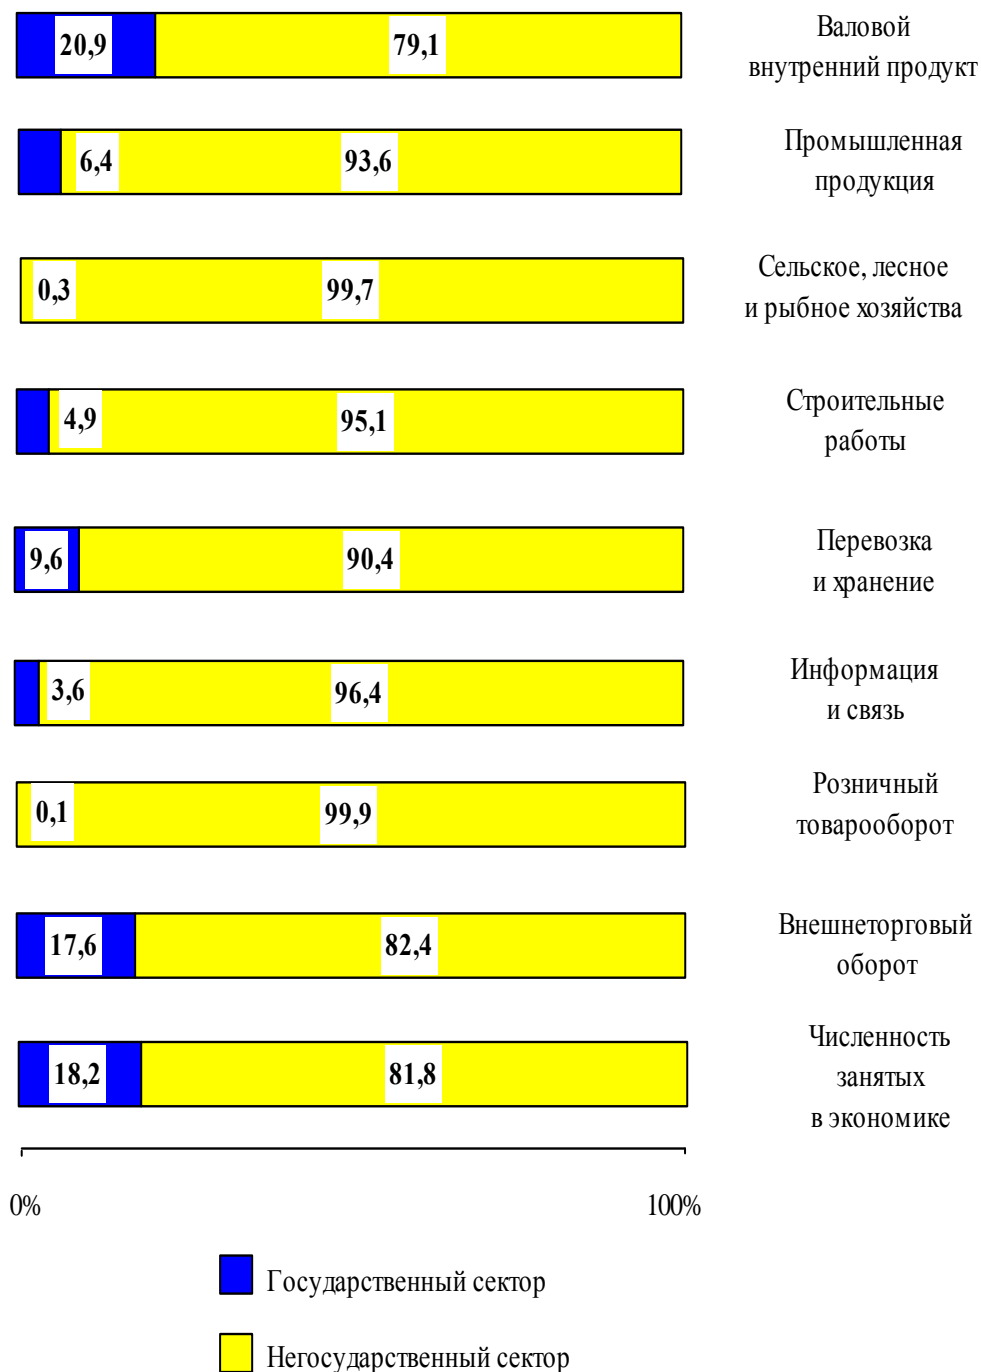 20,9 79,1 Валовой
внутренний продукт
6,4 93,6 Промышленная
продукция
0,3 99,7 Сельское, лесное
и рыбное хозяйства
4,9 95,1 Строительные
работы
9,6 90,4 Перевозка
и хранение
3,6 96,4 Информация
и связь
0,1 99,9 Розничный
товарооборот
17,6 82,4 Внешнеторговый
оборот
18,2 81,8 Численность
занятых
в экономике
0% 100%
Государственный сектор
Негосударственный сектор